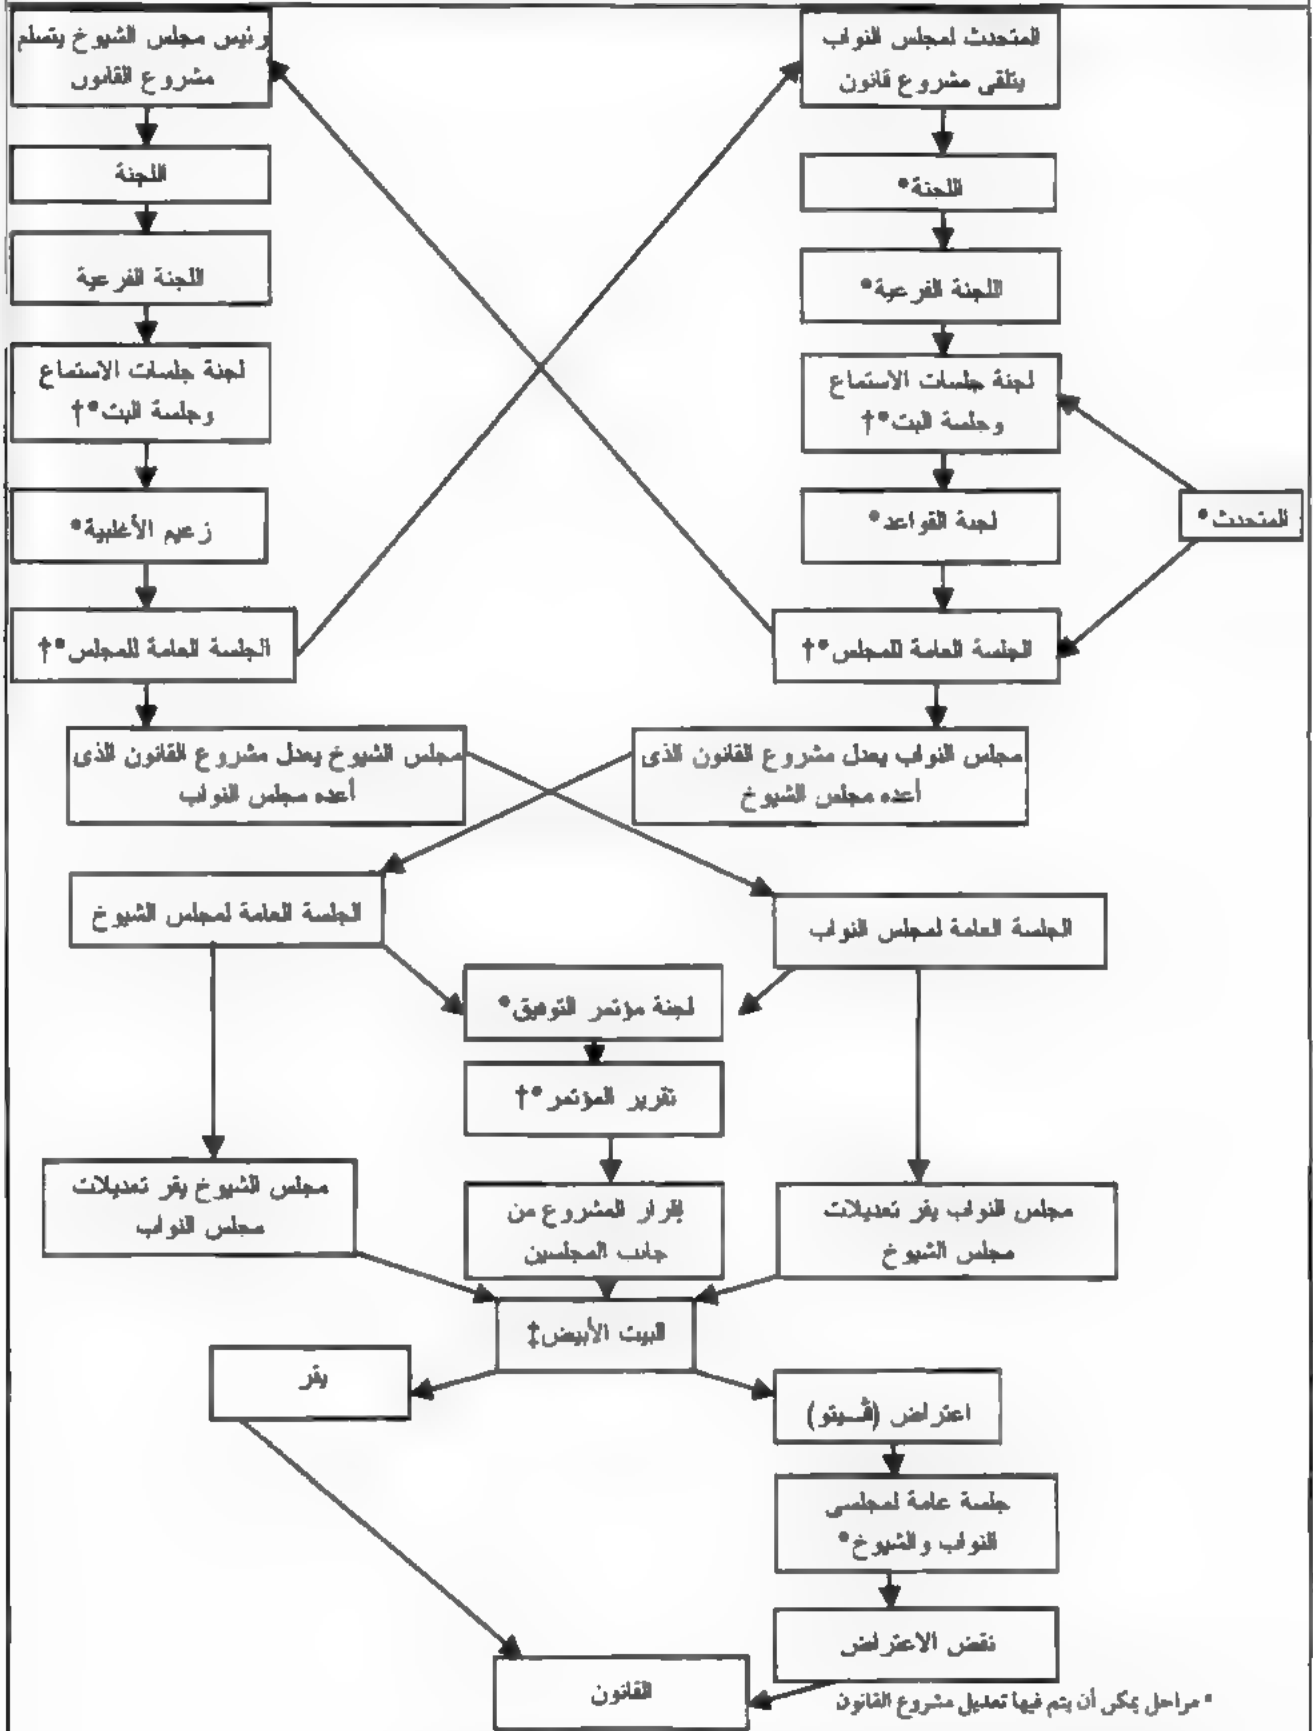 المتحدث لمجلس النواب
يتلقى مشروع قانون
رئيس مجلس الشيوخ يتسلم
مشروع القانون
اللجنة*
اللجنة
اللجنة الفرعية*
اللجنة الفرعية
لجنة جلسات الاستماع
وجلسة البت*†
لجنة جلسات الاستماع
وجلسة البت*†
المتحدث*
لجنة القواعد*
زعيم الأغلبية*
الجلسة العامة للمجلس*†
الجلسة العامة للمجلس*†
مجلس النواب يعدل مشروع القانون الذى
أعده مجلس الشيوخ
مجلس الشيوخ يعدل مشروع القانون الذى
أعده مجلس النواب
الجلسة العامة لمجلس النواب
الجلسة العامة لمجلس الشيوخ
لجنة مؤتمر التوفيق*
تقرير المؤتمر*†
مجلس النواب يقر تعديلات
مجلس الشيوخ
إقرار المشروع من
جانب المجلسين
مجلس الشيوخ يقر تعديلات
مجلس النواب
البيت الأبيض‡
يقر
اعتراض (ڤـيتو)
جلسة عامة لمجلسى
النواب والشيوخ*
نقض الاعتراض
القانون
* مراحل يمكن أن يتم فيها تعديل مشروع القانون